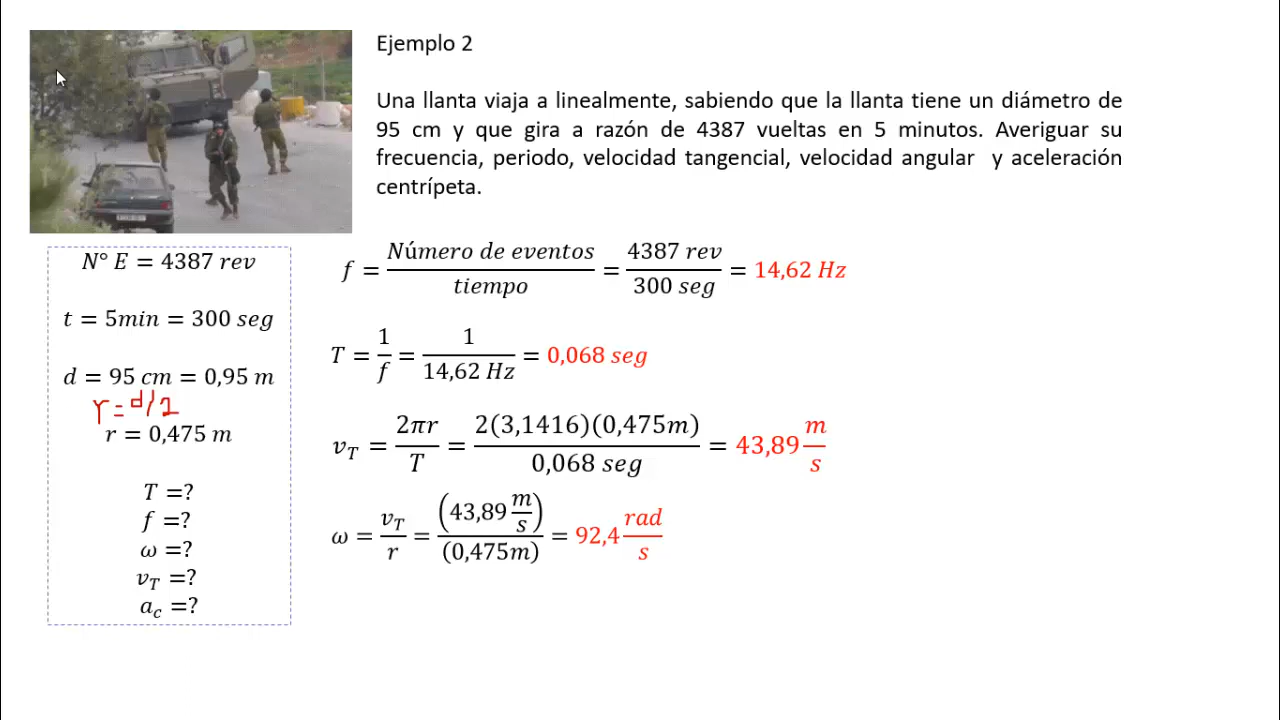 Ejemplo 2
Una llanta viaja a linealmente, sabiendo que la llanta tiene un diámetro de
95 cm y que gira a razón de 4387 vueltas en 5 minutos. Averiguar su
frecuencia, periodo, velocidad tangencial, velocidad angular y aceleración
centrípeta.
N° E = 4387 rev
t = 5min = 300 seg
d = 95 cm = 0,95 m
r = d/2
r = 0,475 m
T =?
f =?
ω =?
v_T =?
a_c =?
f = Número de eventos / tiempo = 4387 rev / 300 seg = 14,62 Hz
T = 1 / f = 1 / 14,62 Hz = 0,068 seg
v_T = 2πr / T = 2(3,1416)(0,475m) / 0,068 seg = 43,89 m/s
ω = v_T / r = (43,89 m/s) / (0,475m) = 92,4 rad/s